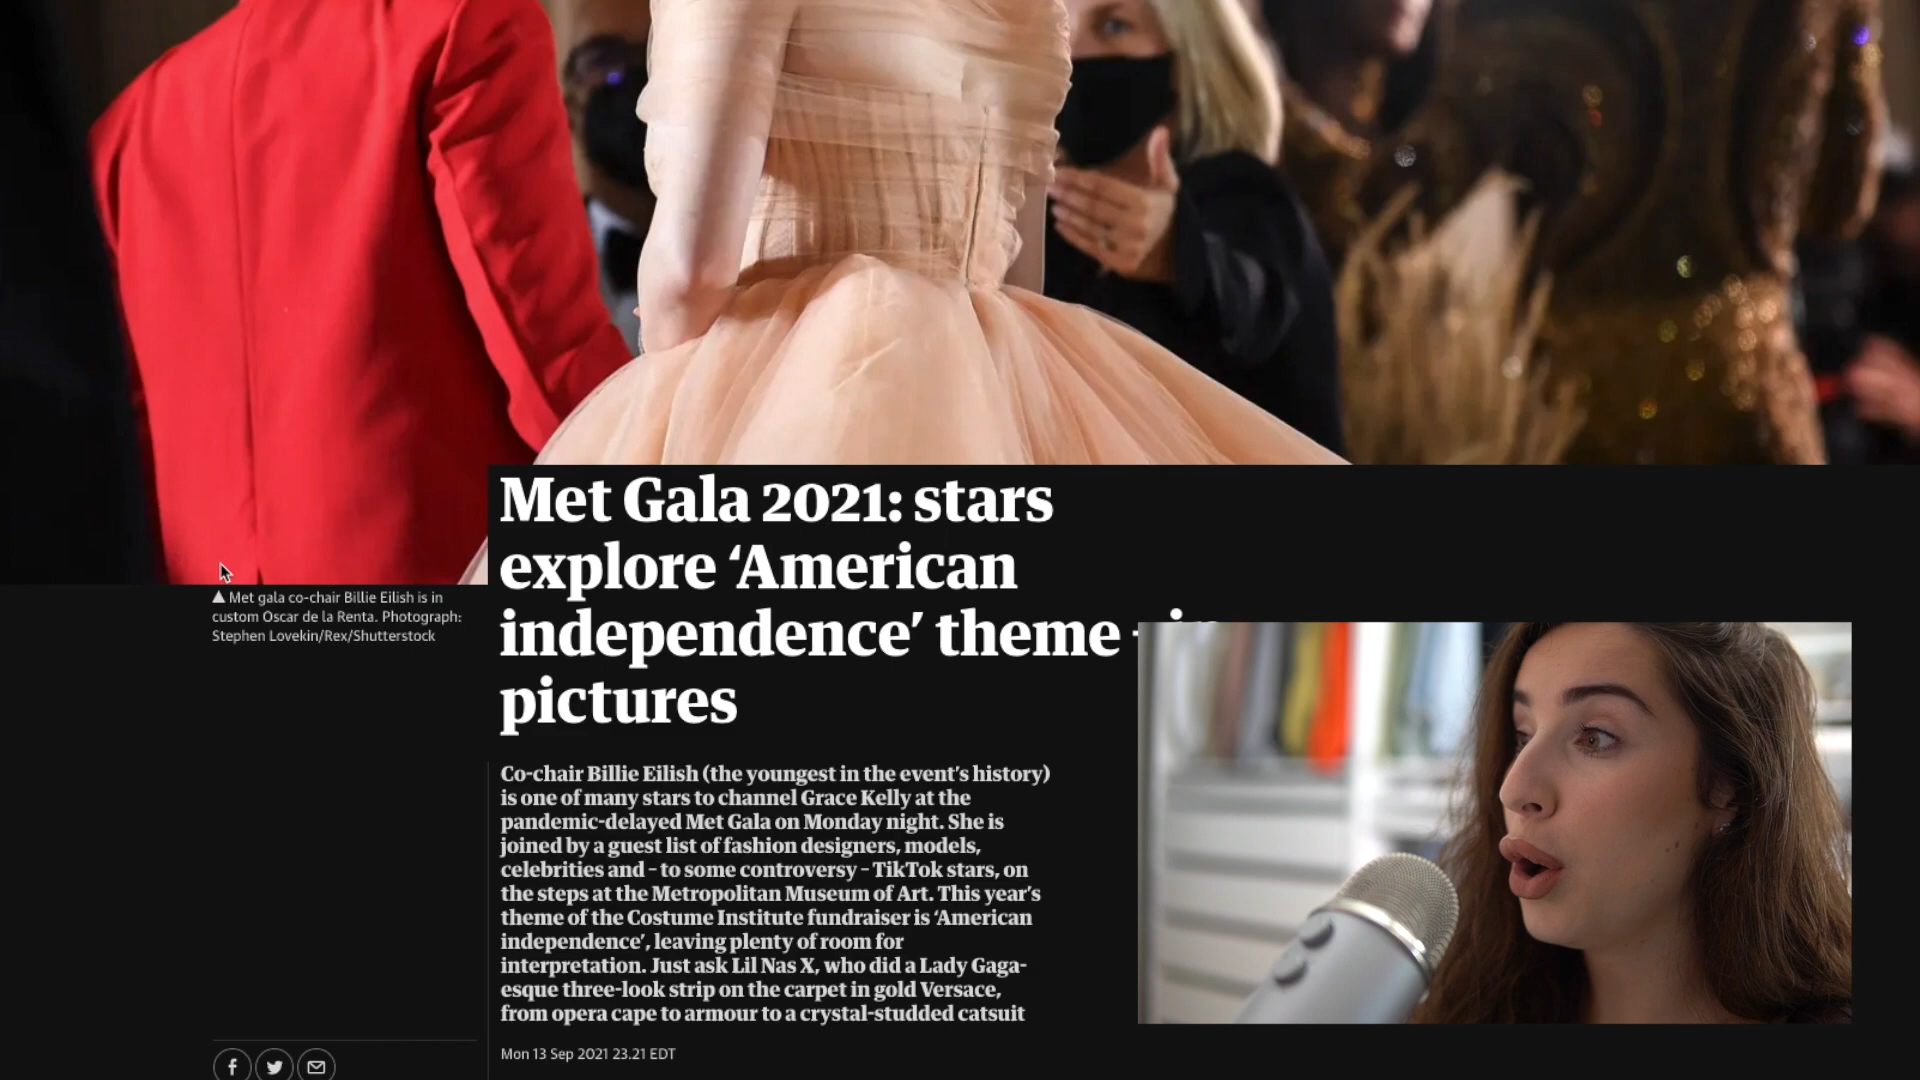 Met Gala 2021: stars
explore ‘American
independence’ theme - in
pictures
▲ Met gala co-chair Billie Eilish is in
custom Oscar de la Renta. Photograph:
Stephen Lovekin/Rex/Shutterstock
Co-chair Billie Eilish (the youngest in the event’s history)
is one of many stars to channel Grace Kelly at the
pandemic-delayed Met Gala on Monday night. She is
joined by a guest list of fashion designers, models,
celebrities and – to some controversy – TikTok stars, on
the steps at the Metropolitan Museum of Art. This year’s
theme of the Costume Institute fundraiser is ‘American
independence’, leaving plenty of room for
interpretation. Just ask Lil Nas X, who did a Lady Gaga-
esque three-look strip on the carpet in gold Versace,
from opera cape to armour to a crystal-studded catsuit
Mon 13 Sep 2021 23.21 EDT